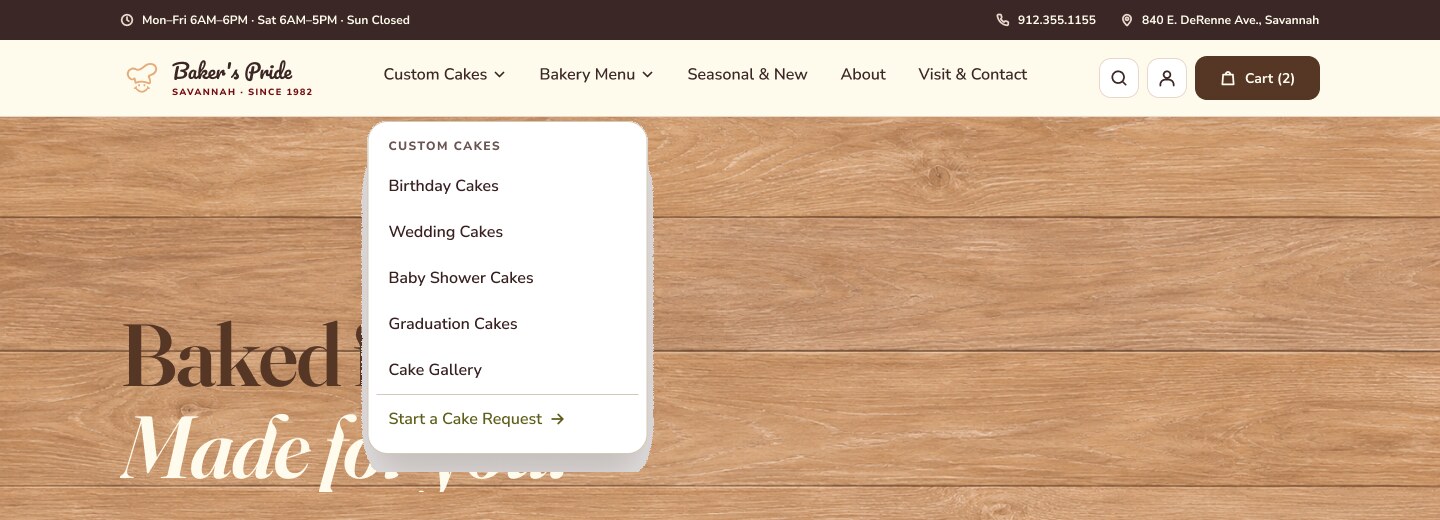 Mon–Fri 6AM–6PM · Sat 6AM–5PM · Sun Closed
912.355.1155
840 E. DeRenne Ave., Savannah
Baker's Pride
SAVANNAH · SINCE 1982
Custom Cakes
Bakery Menu
Seasonal & New
About
Visit & Contact
Cart (2)
CUSTOM CAKES
Birthday Cakes
Wedding Cakes
Baby Shower Cakes
Graduation Cakes
Cake Gallery
Start a Cake Request →
Baked
Made for You.